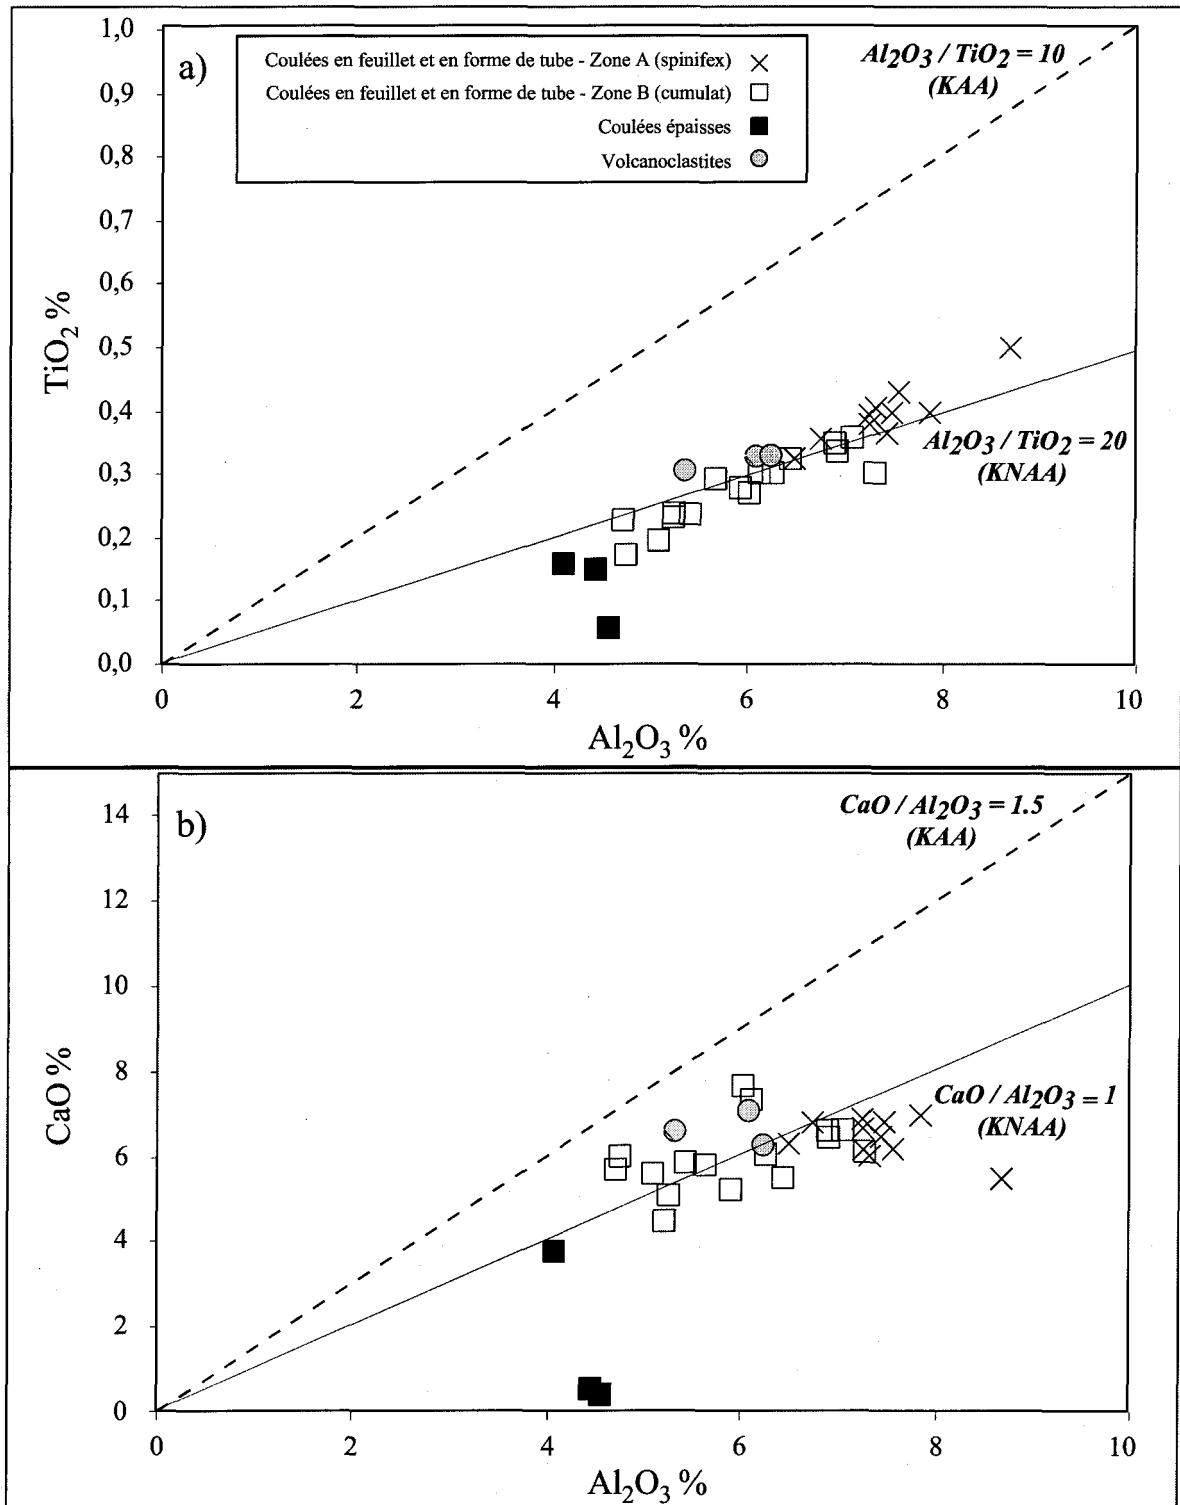 a)
Coulées en feuillet et en forme de tube - Zone A (spinifex)
Coulées en feuillet et en forme de tube - Zone B (cumulat)
Coulées épaisses
Volcanoclastites
Al2O3 / TiO2 = 10
(KAA)
Al2O3 / TiO2 = 20
(KNAA)
TiO2 %
1,0
0,9
0,8
0,7
0,6
0,5
0,4
0,3
0,2
0,1
0,0
0 2 4 6 8 10
Al2O3 %
b)
CaO / Al2O3 = 1.5
(KAA)
CaO / Al2O3 = 1
(KNAA)
CaO %
14
12
10
8
6
4
2
0
0 2 4 6 8 10
Al2O3 %